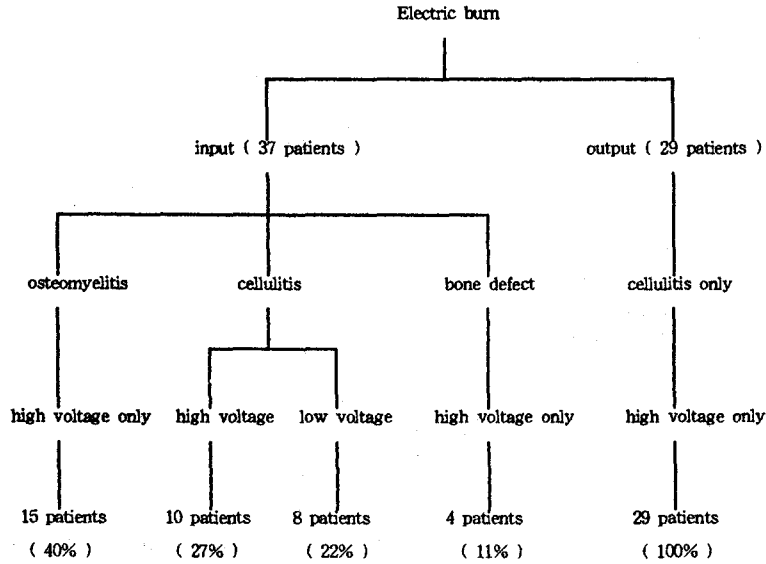 Electric burn
input ( 37 patients ) output ( 29 patients )
osteomyelitis cellulitis bone defect cellulitis only
high voltage only high voltage low voltage high voltage only high voltage only
15 patients 10 patients 8 patients 4 patients 29 patients
( 40% ) ( 27% ) ( 22% ) ( 11% ) ( 100% )